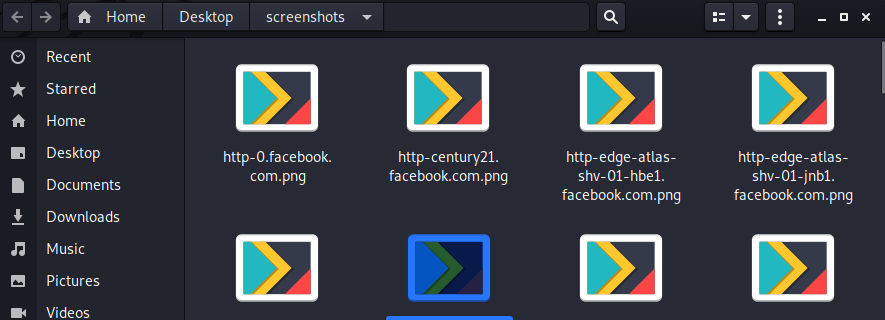 Home Desktop screenshots
Recent
Starred
Home
Desktop
Documents
Downloads
Music
Pictures
Videos
http-0.facebook.
com.png
http-century21.
facebook.com.png
http-edge-atlas-
shv-01-hbe1.
facebook.com.png
http-edge-atlas-
shv-01-jnb1.
facebook.com.png